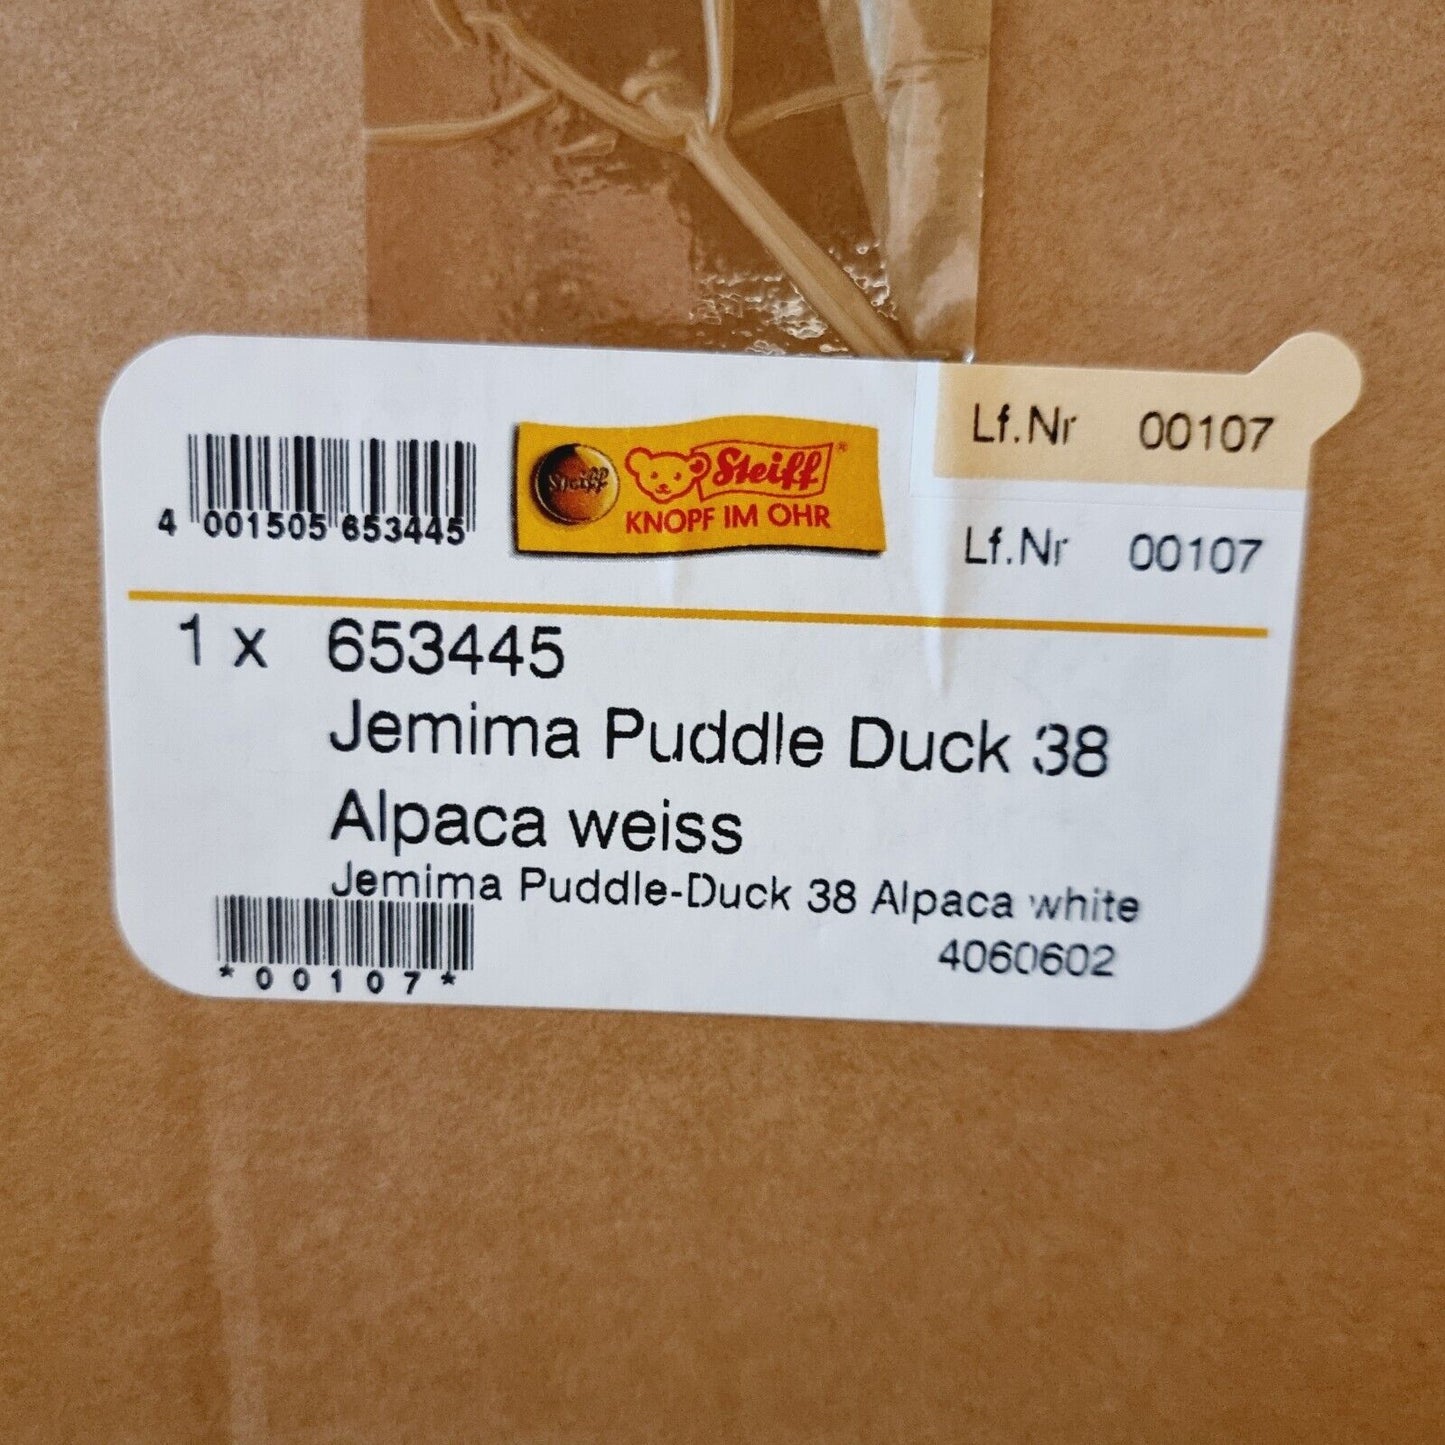 Lf.Nr 00107
4 001505 653445
Steiff
Steiff®
KNOPF IM OHR
Lf.Nr 00107
1 x 653445
Jemima Puddle Duck 38
Alpaca weiss
Jemima Puddle-Duck 38 Alpaca white
4060602
*00107*